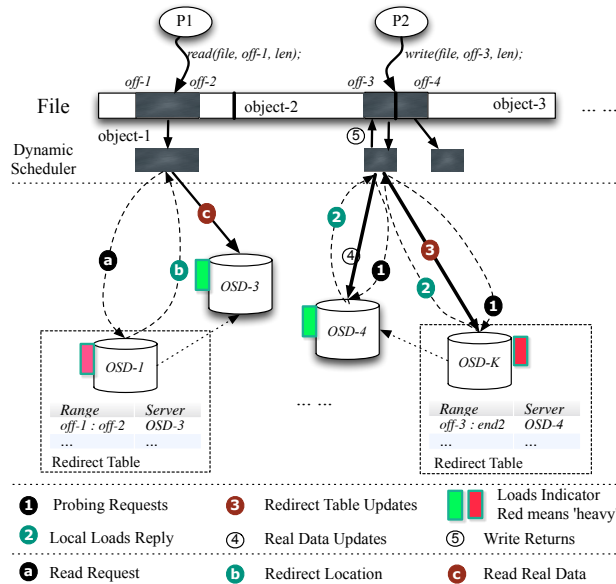 P1 P2
read(file, off-1, len); write(file, off-3, len);
off-1 off-2 off-3 off-4
File object-2 object-3 ... ...
object-1 5
Dynamic
Scheduler
c 2 3
a b 4 1 2 1
OSD-3
OSD-4
OSD-1 OSD-K
... ...
Range Server Range Server
off-1 : off-2 OSD-3 off-3 : end2 OSD-4
... ... ... ...
Redirect Table Redirect Table
1 Probing Requests 3 Redirect Table Updates Loads Indicator
Red means 'heavy'
2 Local Loads Reply 4 Real Data Updates 5 Write Returns
a Read Request b Redirect Location c Read Real Data